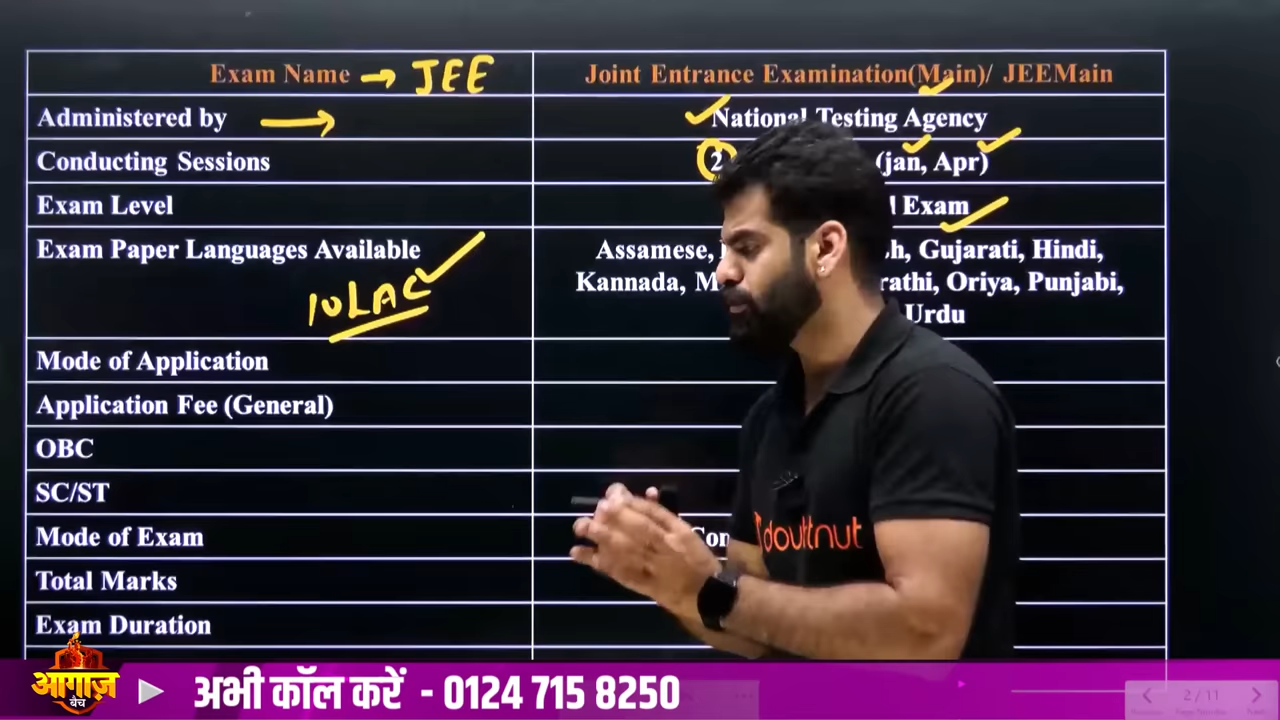 Exam Name → JEE
Joint Entrance Examination(Main)/ JEEMain
Administered by →
National Testing Agency
Conducting Sessions
2 (jan, Apr)
Exam Level
Exam
Exam Paper Languages Available
10LAC
Assamese, Gujarati, Hindi,
Kannada, Oriya, Punjabi,
Urdu
Mode of Application
Application Fee (General)
OBC
SC/ST
Mode of Exam
Total Marks
Exam Duration
doubtnut
आगाज़
बैच
अभी कॉल करें - 0124 715 8250
2 / 11